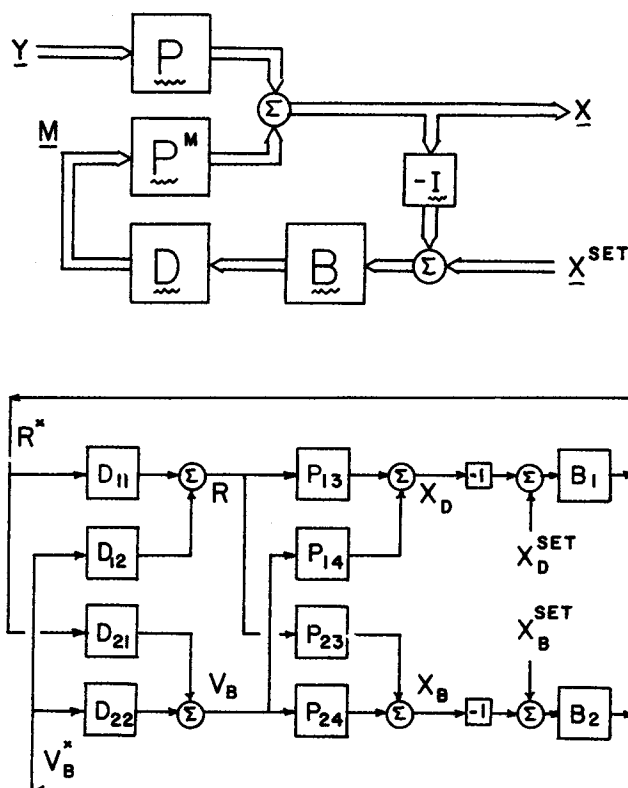 Y P Σ X
M P^M -I
D B Σ X^SET
R*
D11 Σ R P13 Σ X_D -1 Σ B1
D12 P14 X_D^SET
D21 P23 X_B^SET
D22 Σ V_B P24 Σ X_B -1 Σ B2
V_B*